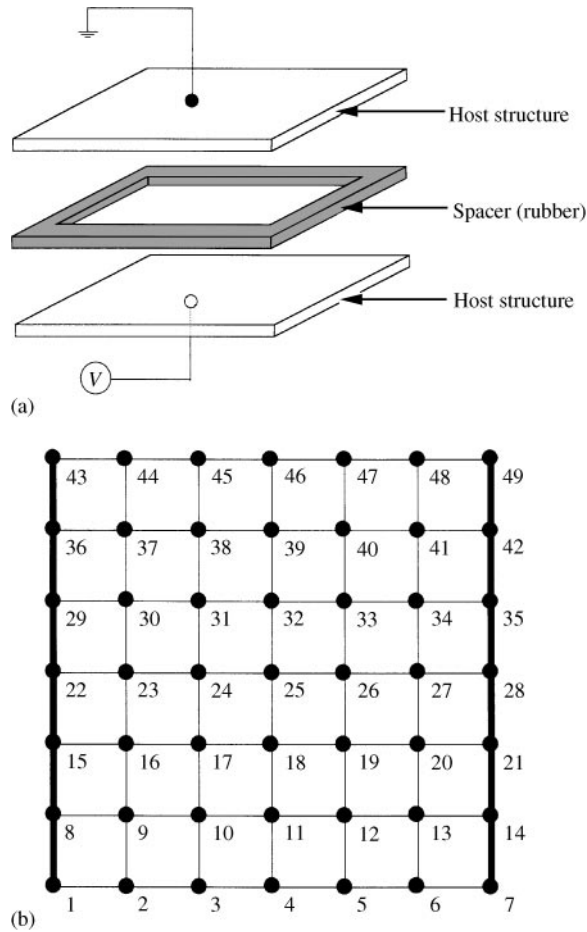 Host structure
Spacer (rubber)
Host structure
V
(a)
43 44 45 46 47 48 49
36 37 38 39 40 41 42
29 30 31 32 33 34 35
22 23 24 25 26 27 28
15 16 17 18 19 20 21
8 9 10 11 12 13 14
1 2 3 4 5 6 7
(b)